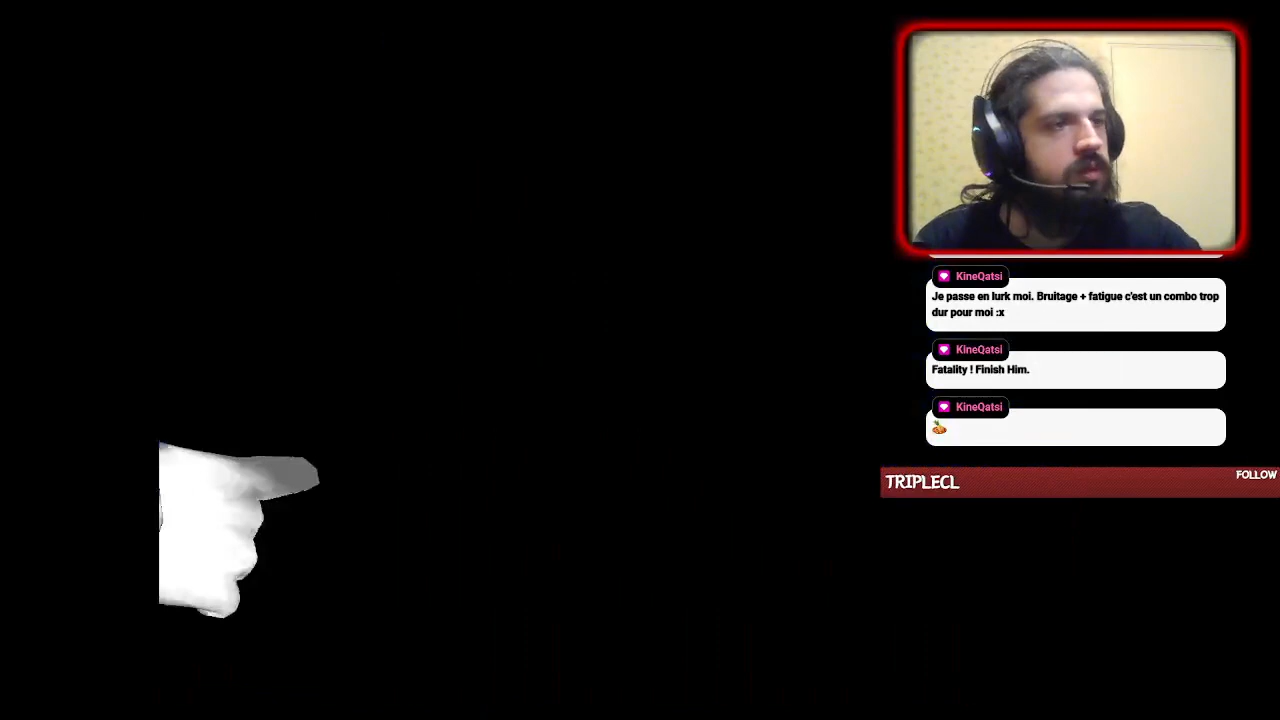 KineQatsi
Je passe en lurk moi. Bruitage + fatigue c'est un combo trop
dur pour moi :x
KineQatsi
Fatality ! Finish Him.
KineQatsi
TRIPLECL
FOLLOW